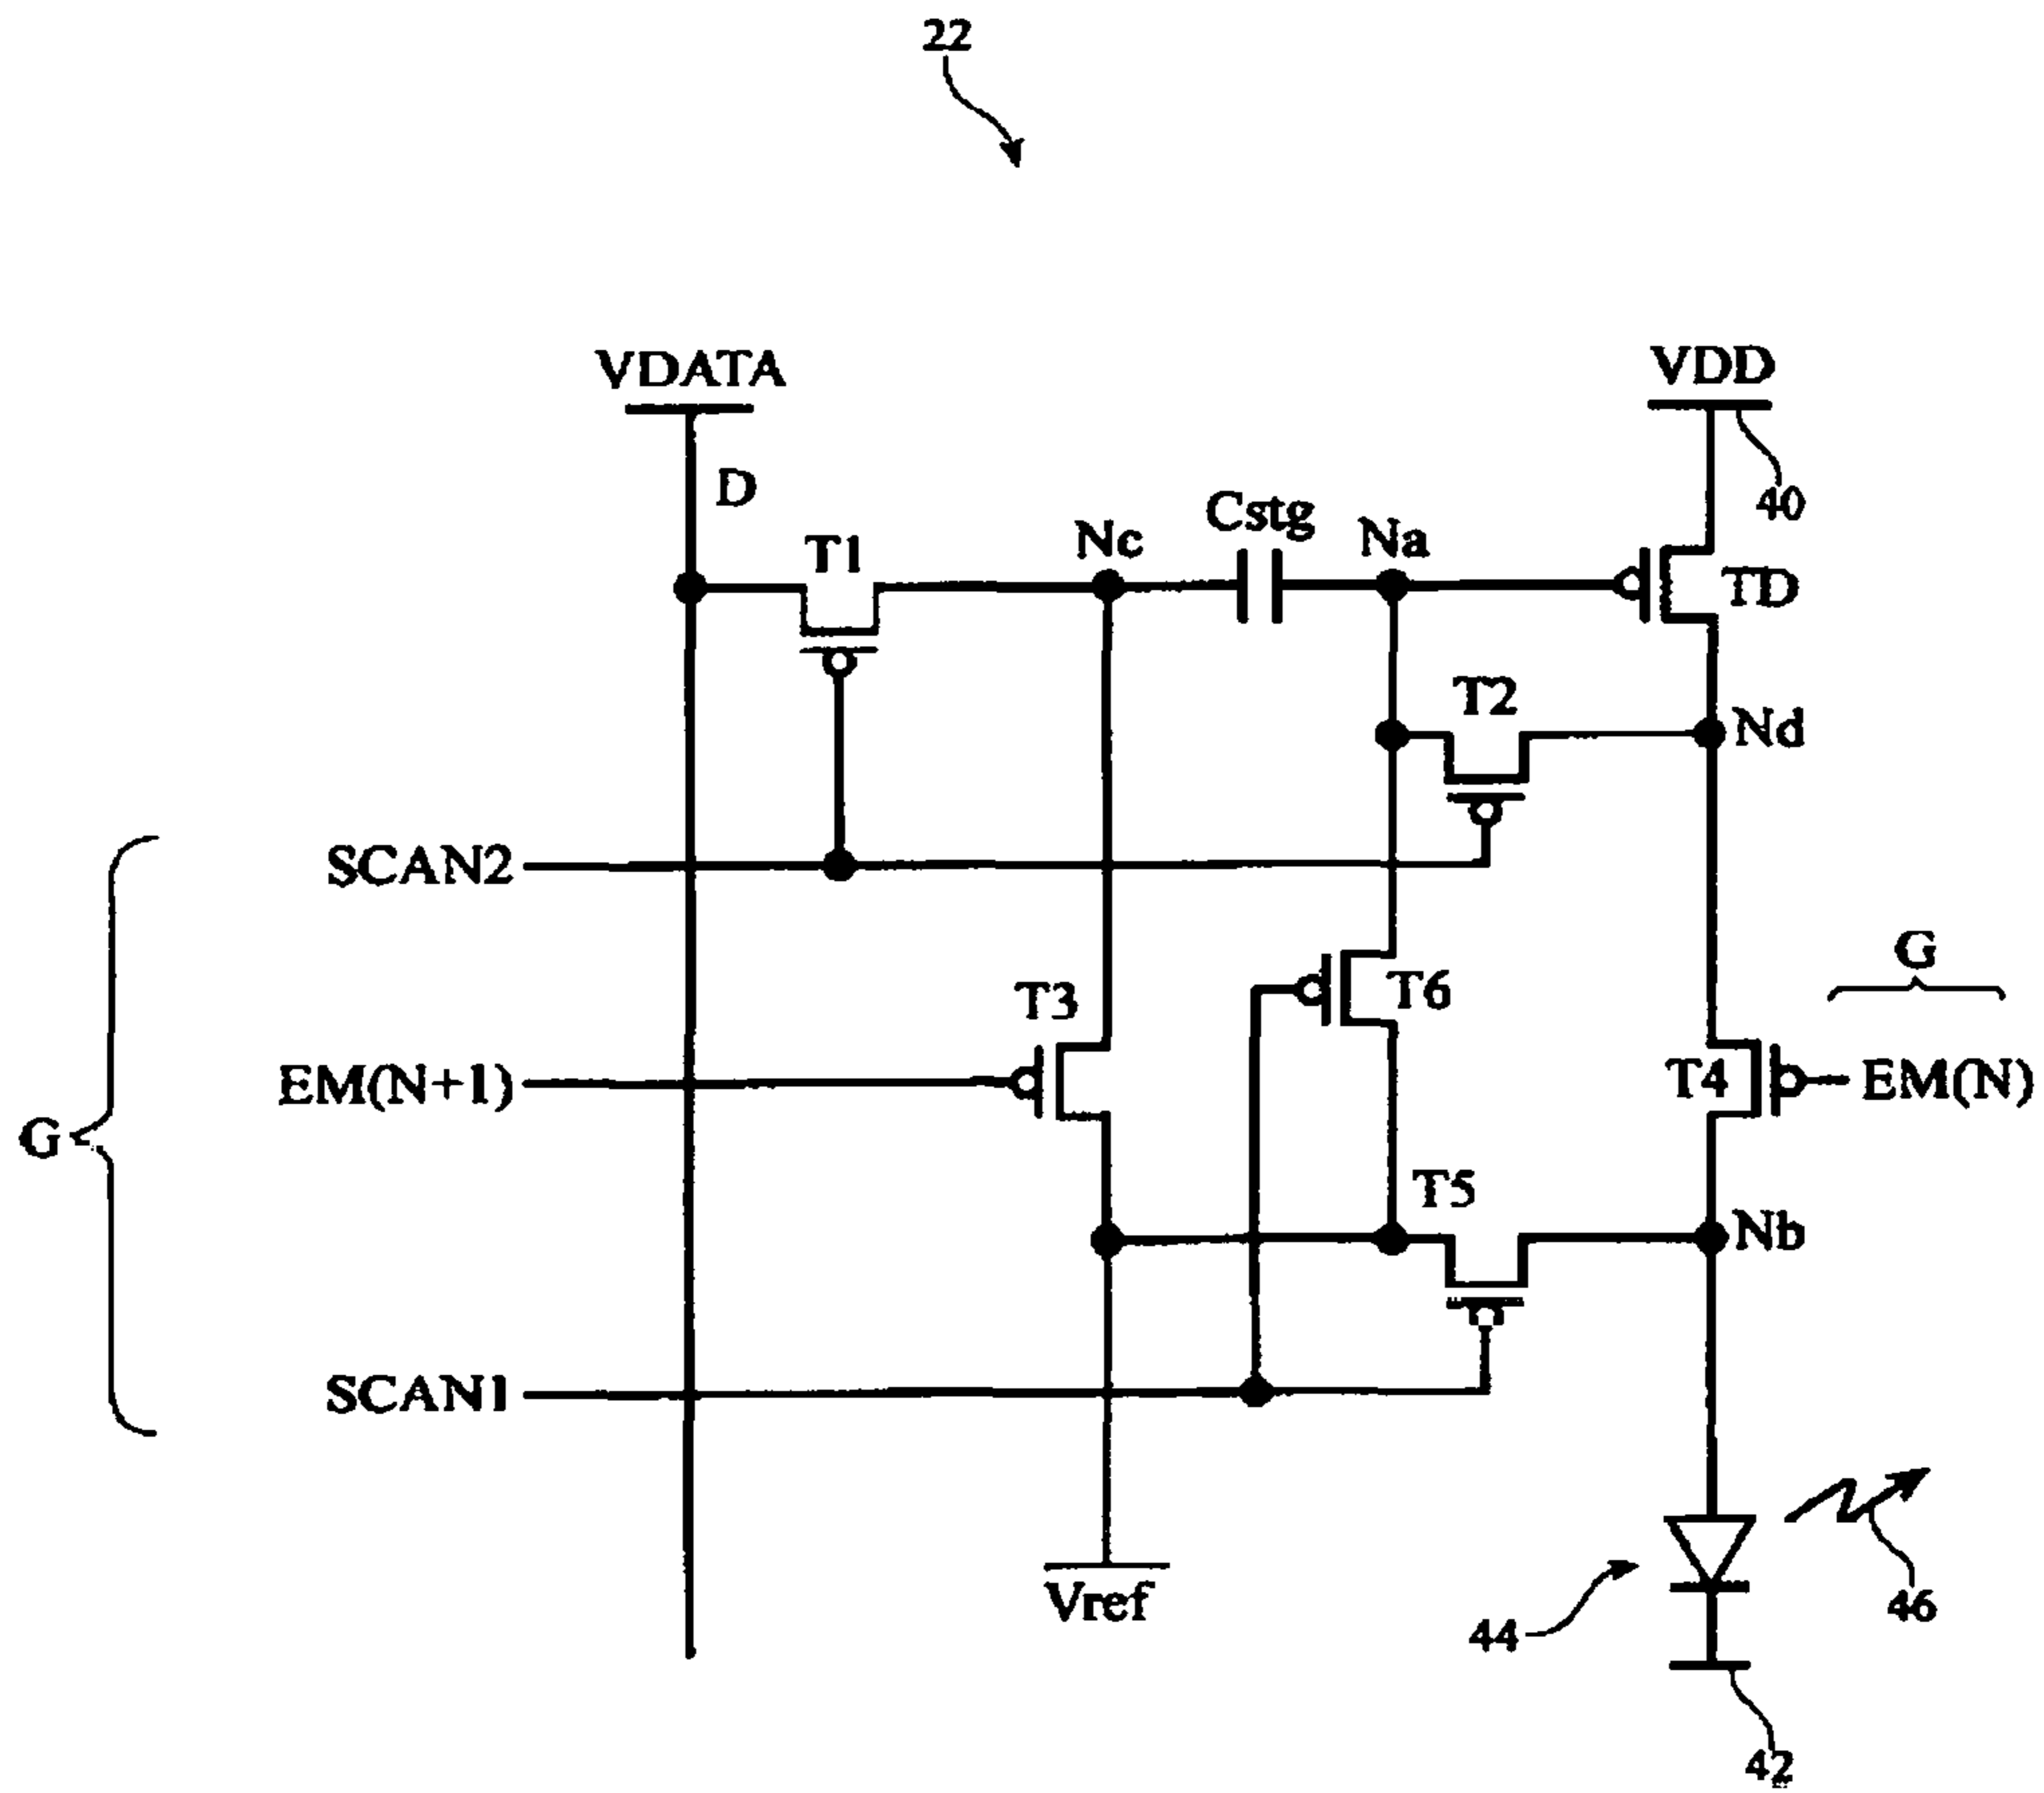 22
VDATA
VDD
D
40
Cstg
T1
Nc
Na
TD
T2
Nd
SCAN2
G
T3
T6
EM(N+1)
T4
EM(N)
G
T5
Nb
SCAN1
Vref
46
44
42